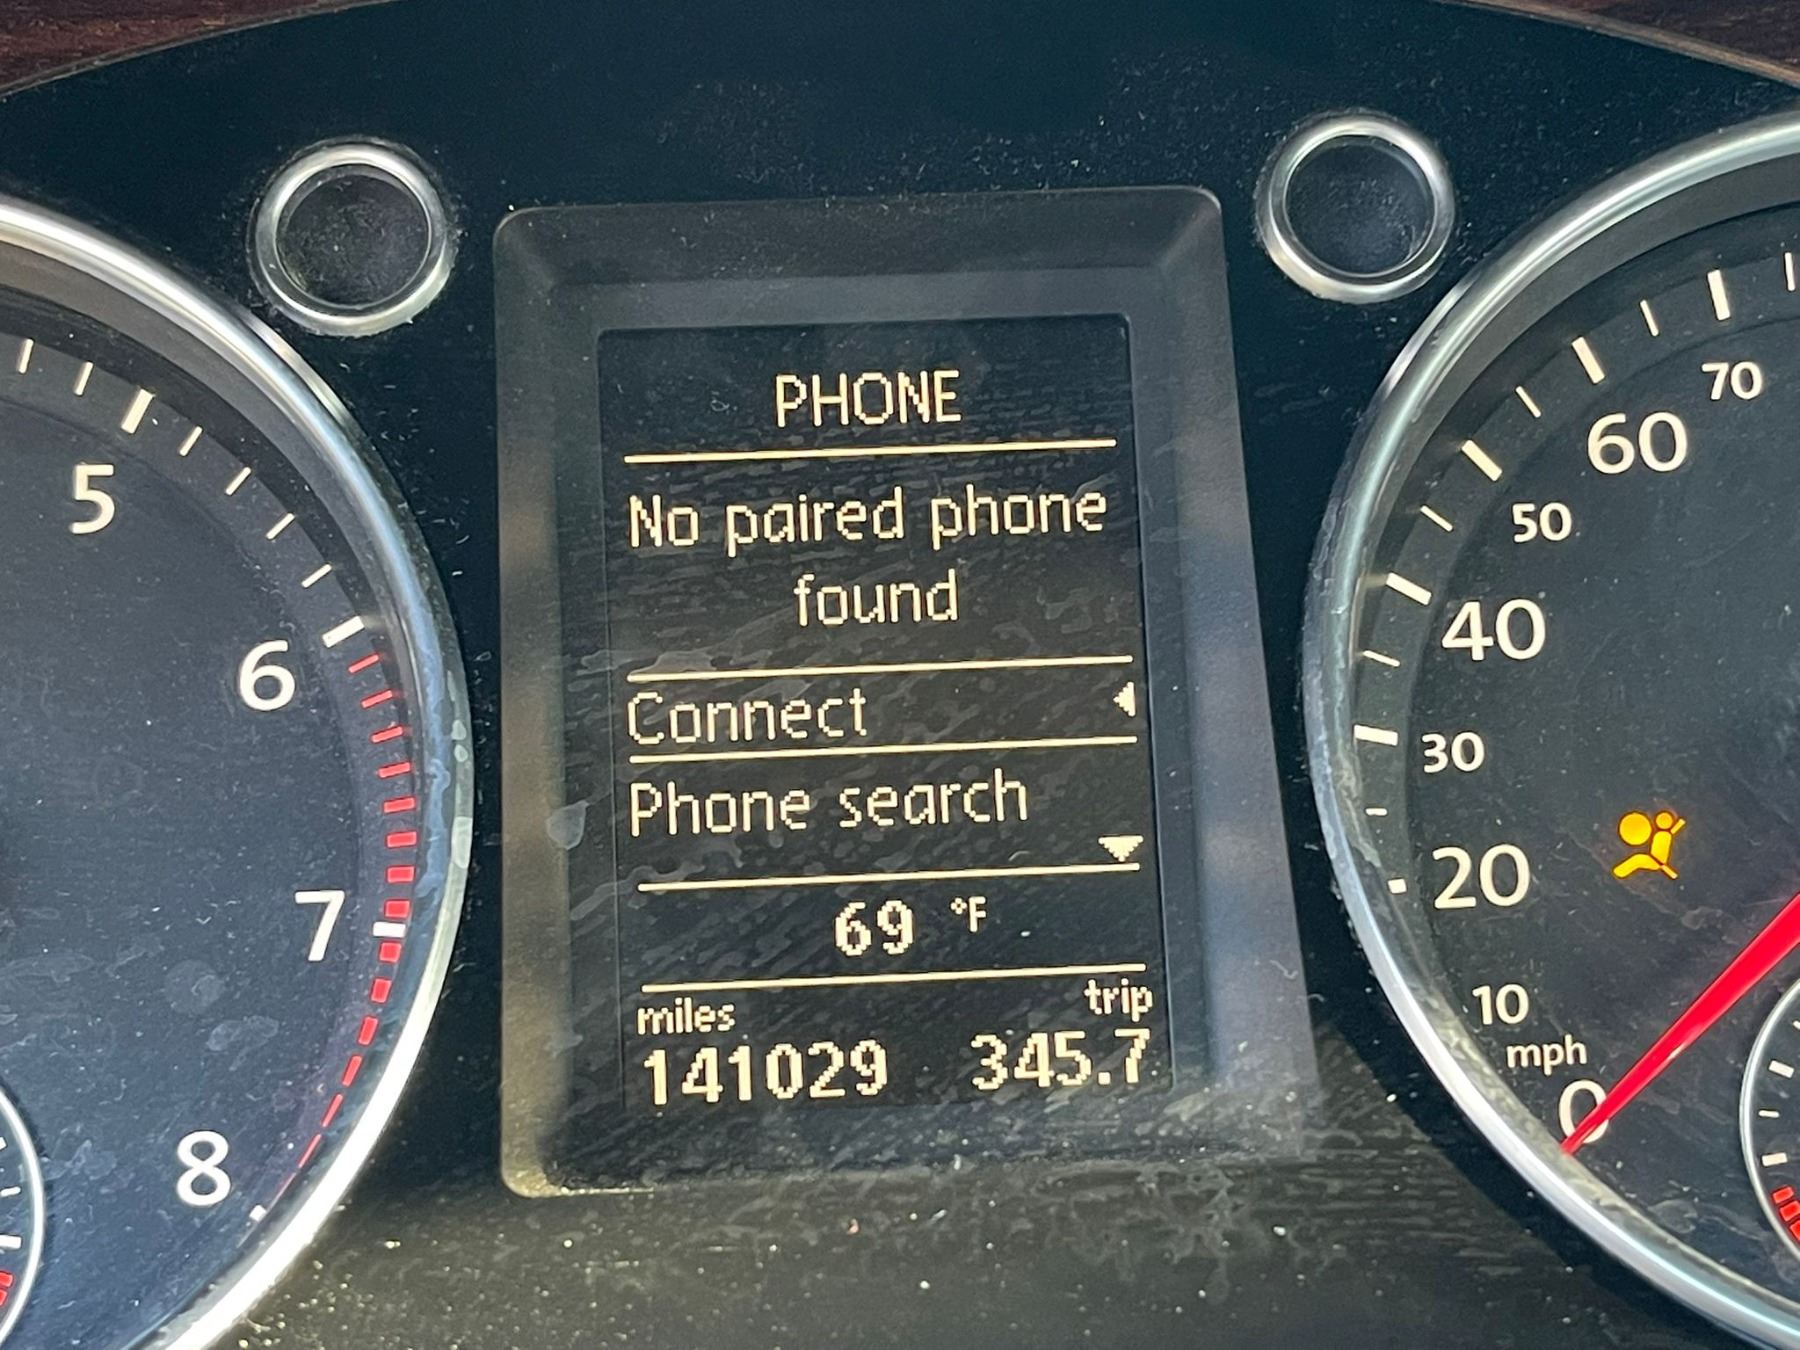 PHONE
No paired phone
found
Connect
Phone search
69 °F
miles trip
141029 345.7
5
6
7
8
70
60
50
40
30
20
10
mph
0